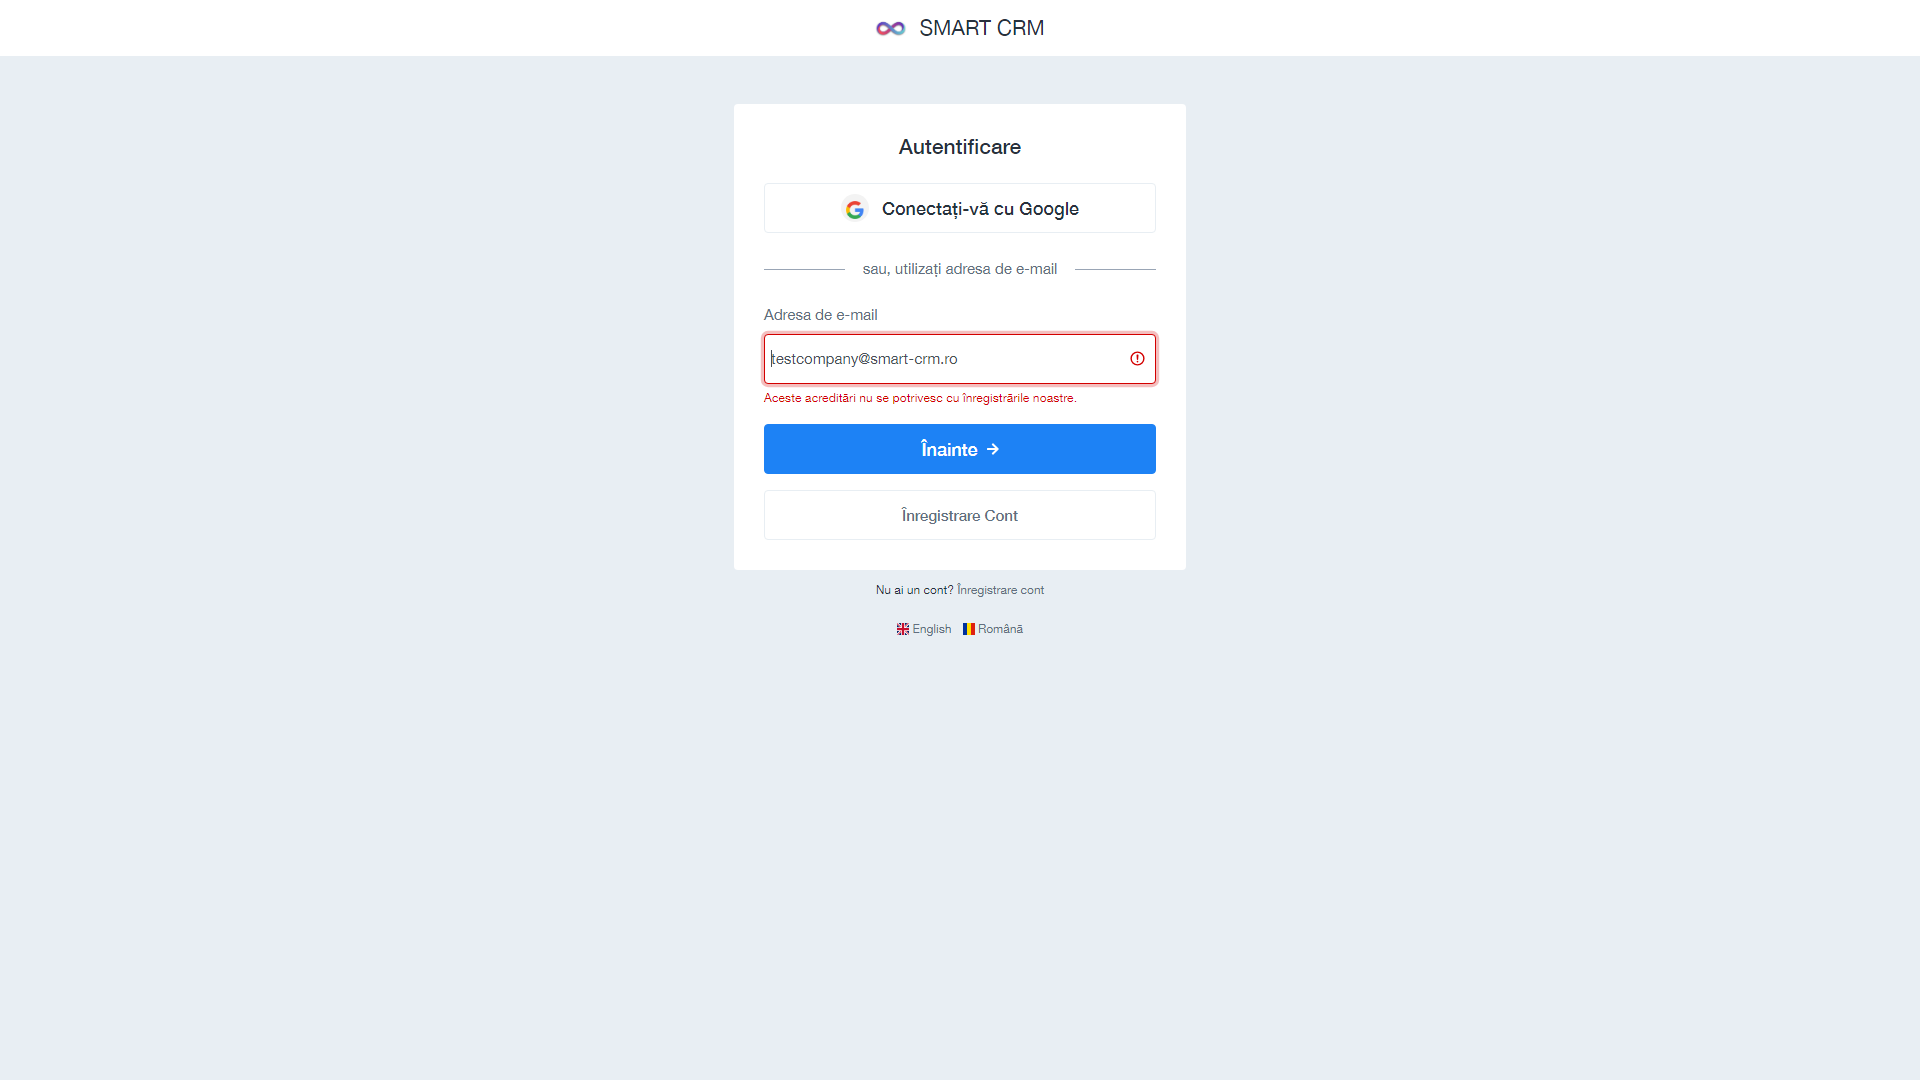 SMART CRM
Autentificare
Conectați-vă cu Google
sau, utilizați adresa de e-mail
Adresa de e-mail
testcompany@smart-crm.ro
Aceste acreditări nu se potrivesc cu înregistrările noastre.
Înainte →
Înregistrare Cont
Nu ai un cont? Înregistrare cont
English Română